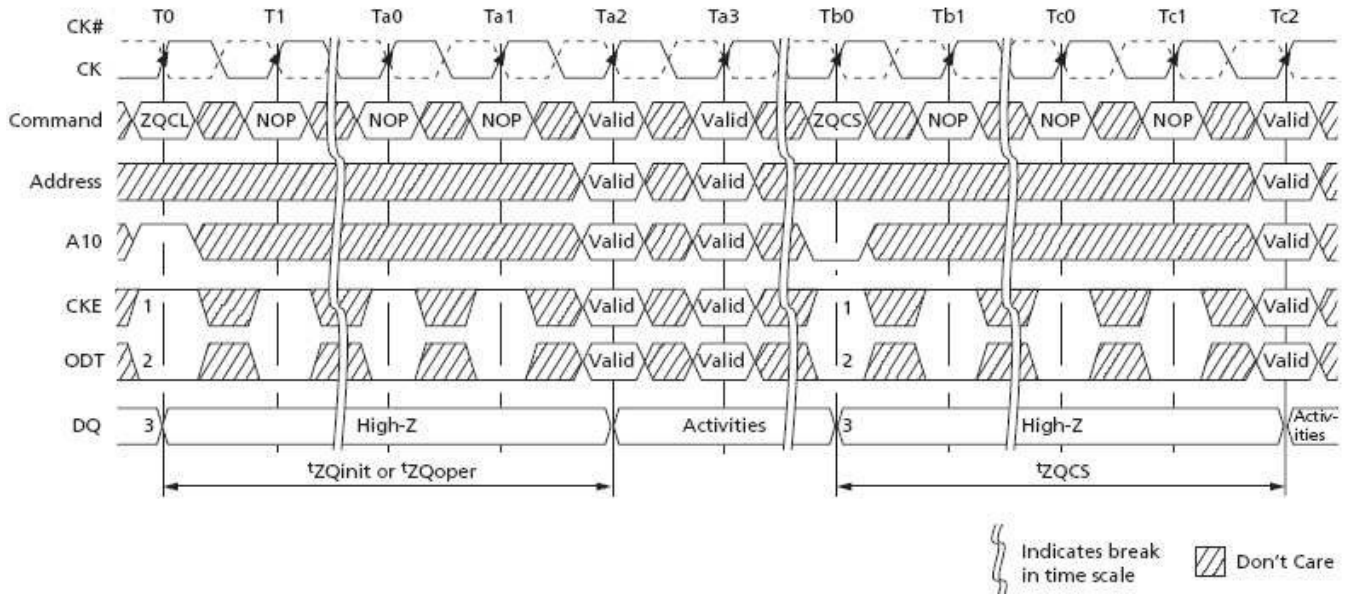 T0 T1 Ta0 Ta1 Ta2 Ta3 Tb0 Tb1 Tc0 Tc1 Tc2
CK#
CK
Command ZQCL NOP NOP NOP Valid Valid ZQCS NOP NOP NOP Valid
Address Valid Valid Valid
A10 Valid Valid Valid
CKE 1 Valid Valid 1 Valid
ODT 2 Valid Valid 2 Valid
DQ 3 High-Z Activities 3 High-Z Activ-
ities
tZQinit or tZQoper tZQCS
Indicates break
in time scale
Don't Care